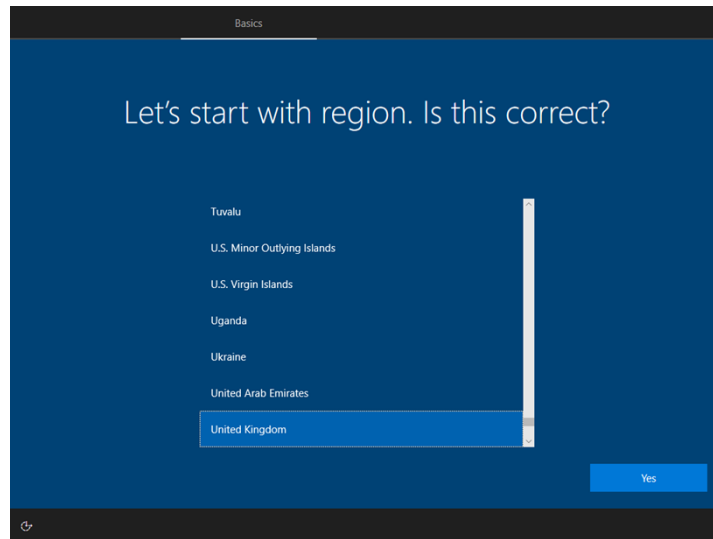 Basics
Let's start with region. Is this correct?
Tuvalu
U.S. Minor Outlying Islands
U.S. Virgin Islands
Uganda
Ukraine
United Arab Emirates
United Kingdom
Yes